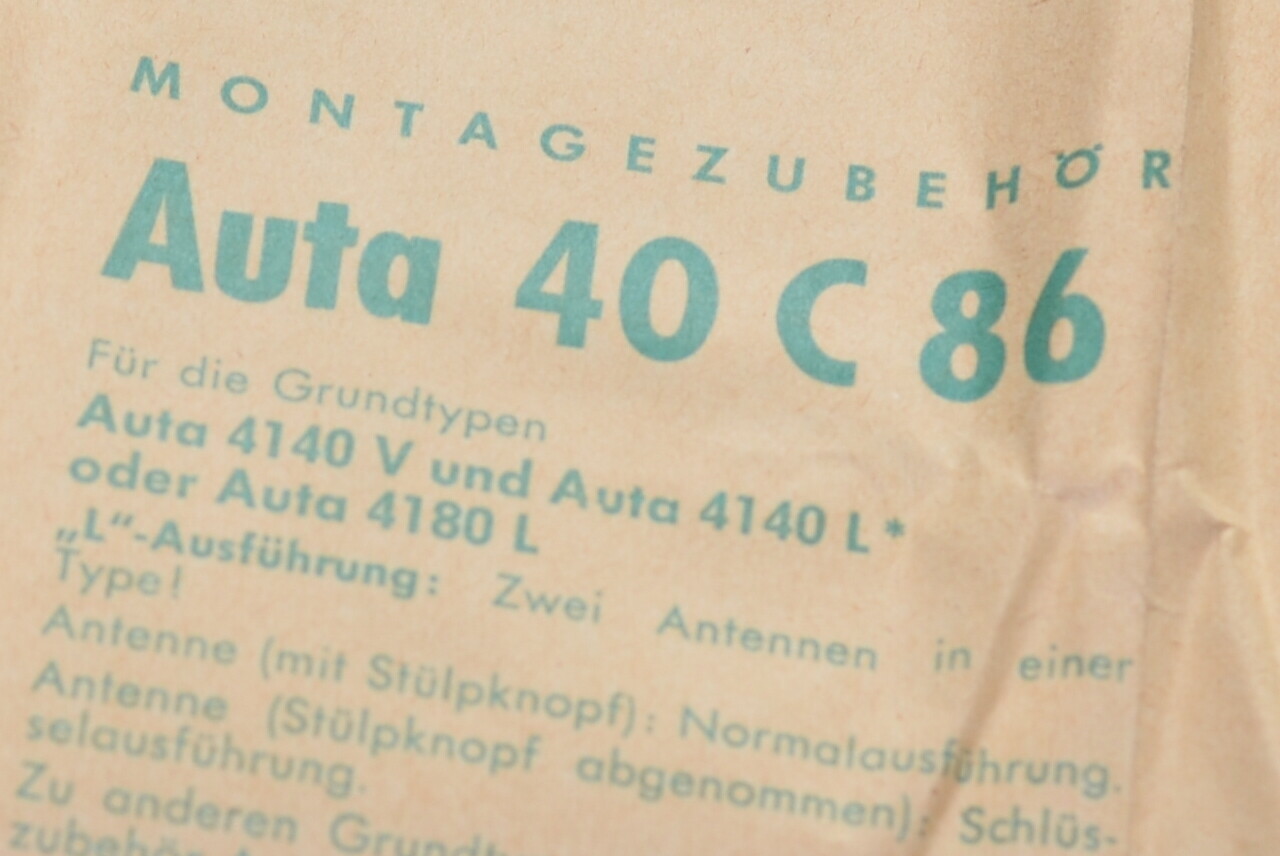 MONTAGEZUBEHÖR
Auta 40 C 86
Für die Grundtypen
Auta 4140 V und Auta 4140 L*
oder Auta 4180 L
„L“-Ausführung: Zwei Antennen in einer
Type!
Antenne (mit Stülpknopf): Normalausführung.
Antenne (Stülpknopf abgenommen): Schlüs-
selausführung.
Zu anderen